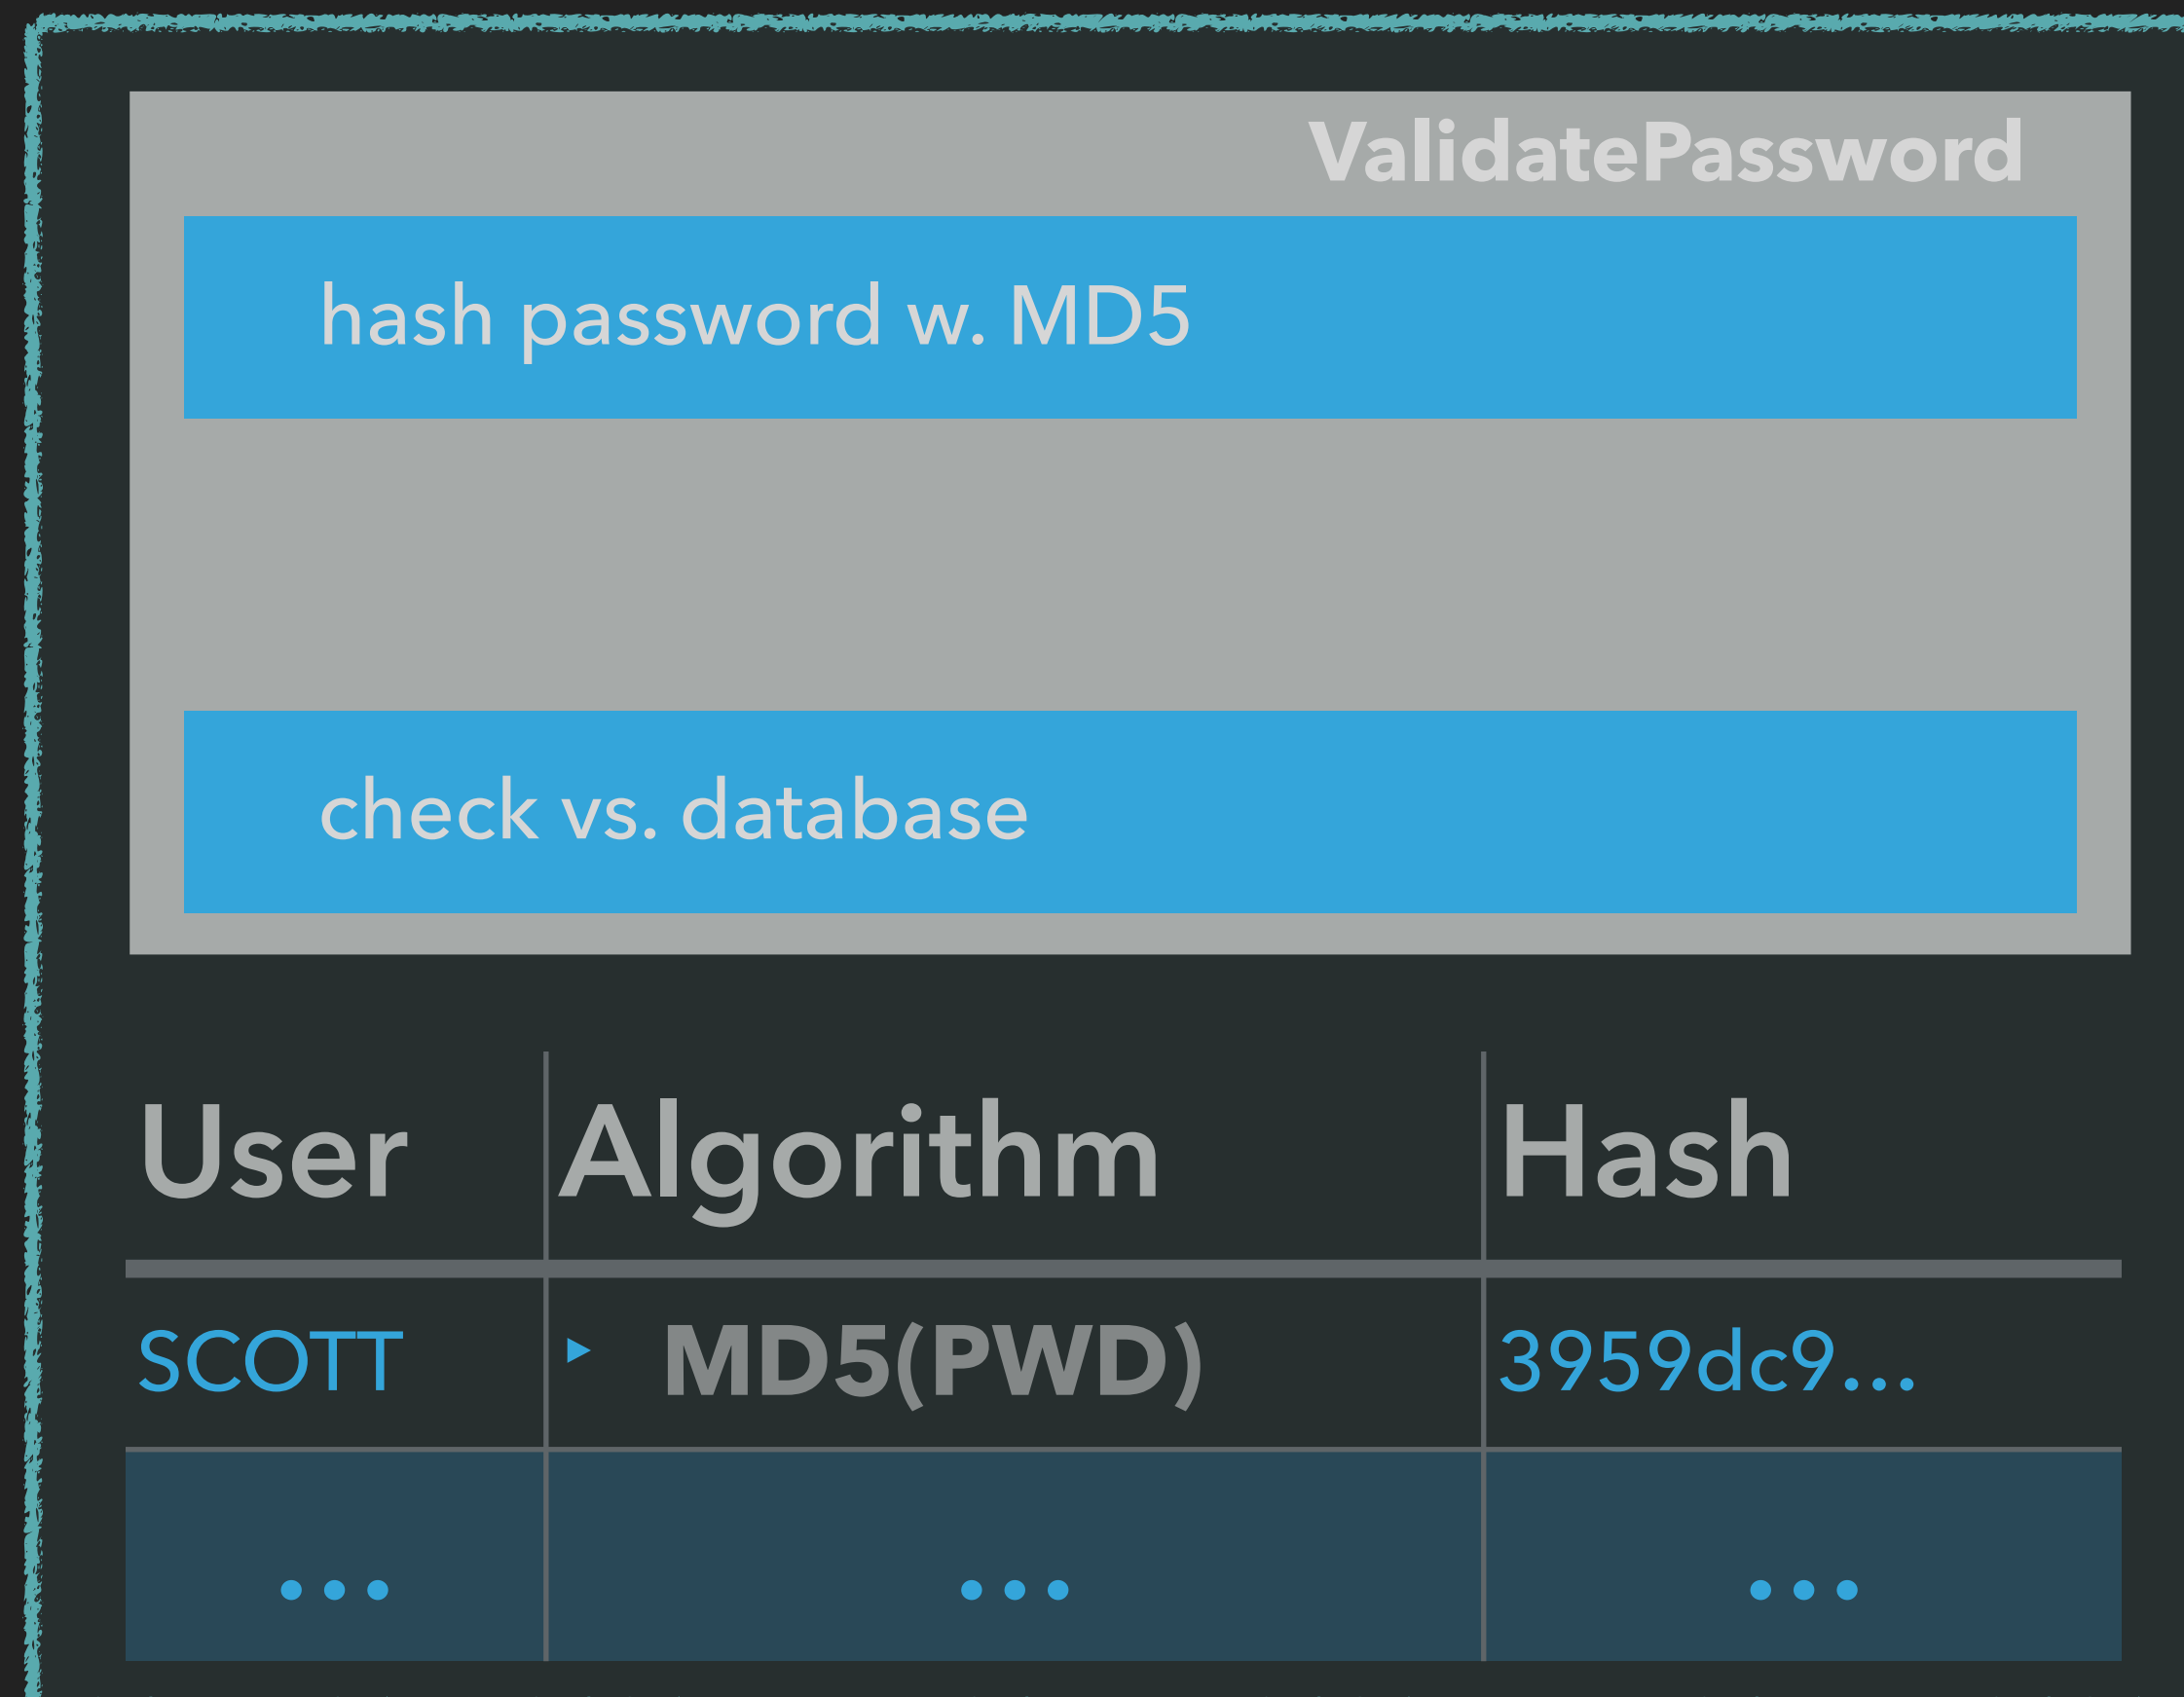 ValidatePassword
hash password w. MD5
check vs. database
User Algorithm Hash
SCOTT ▸ MD5(PWD) 3959dc9...
... ... ...